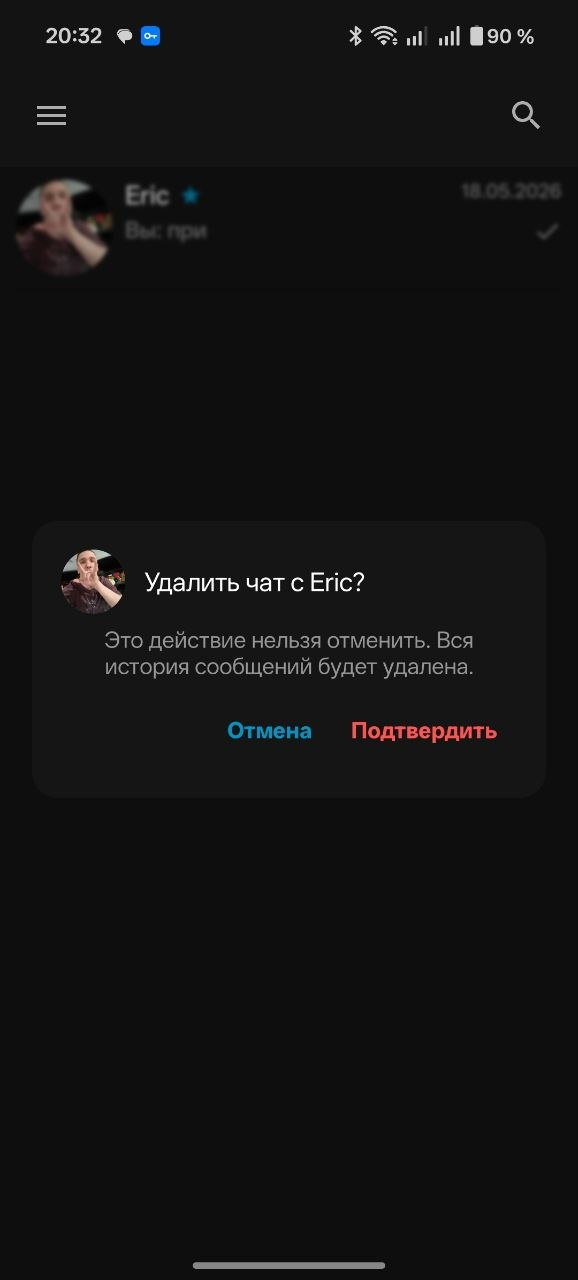 20:32
90 %
Eric
18.05.2026
Вы: при
Удалить чат с Eric?
Это действие нельзя отменить. Вся
история сообщений будет удалена.
Отмена
Подтвердить